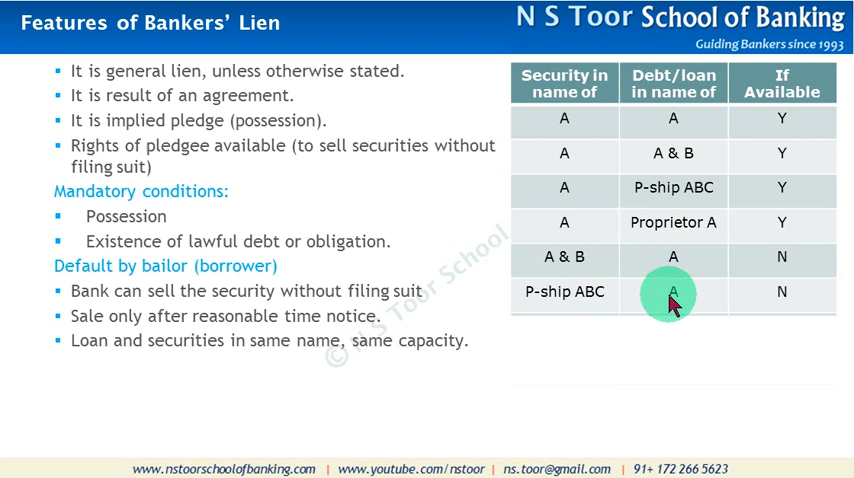 Features of Bankers' Lien
N S Toor School of Banking
Guiding Bankers since 1993
▪ It is general lien, unless otherwise stated.
▪ It is result of an agreement.
▪ It is implied pledge (possession).
▪ Rights of pledgee available (to sell securities without
filing suit)
Mandatory conditions:
▪ Possession
▪ Existence of lawful debt or obligation.
Default by bailor (borrower)
▪ Bank can sell the security without filing suit
▪ Sale only after reasonable time notice.
▪ Loan and securities in same name, same capacity.
Security in name of | Debt/loan in name of | If Available
A | A | Y
A | A & B | Y
A | P-ship ABC | Y
A | Proprietor A | Y
A & B | A | N
P-ship ABC | A | N
© N S Toor School
www.nstoorschoolofbanking.com | www.youtube.com/nstoor | ns.toor@gmail.com | 91+ 172 266 5623